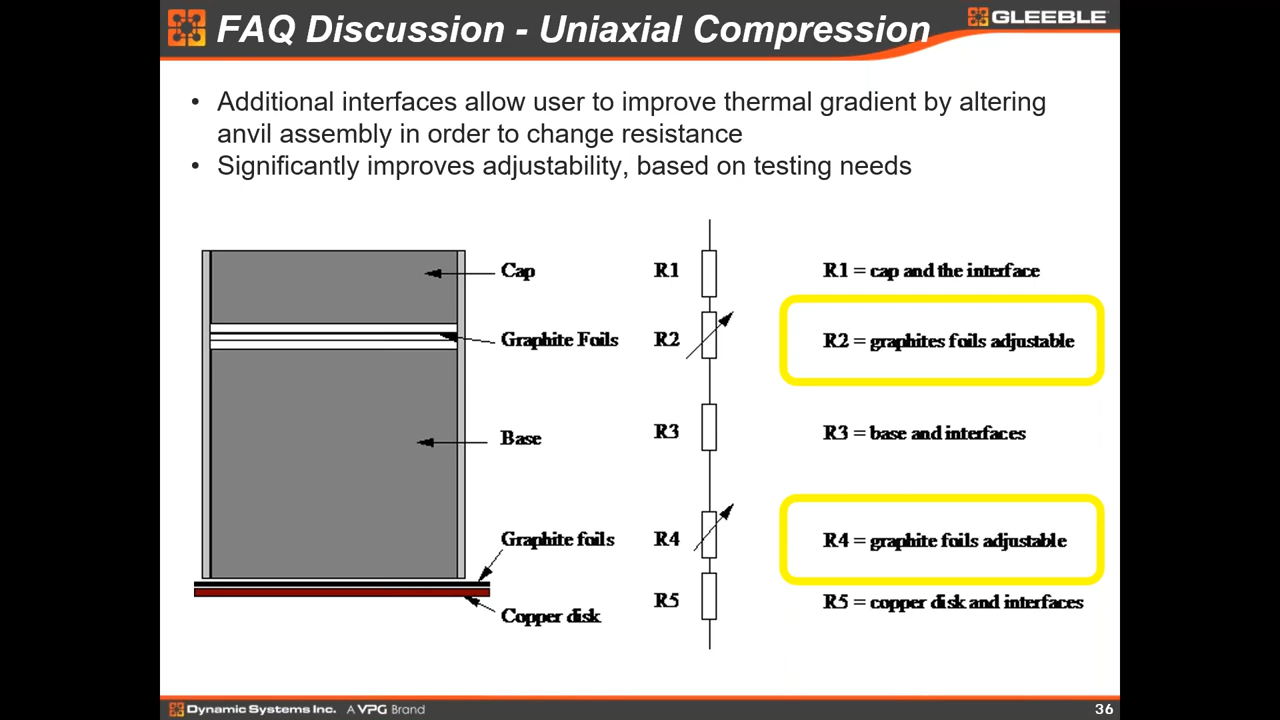 FAQ Discussion - Uniaxial Compression
GLEEBLE
• Additional interfaces allow user to improve thermal gradient by altering
anvil assembly in order to change resistance
• Significantly improves adjustability, based on testing needs
Cap
R1
R1 = cap and the interface
Graphite Foils
R2
R2 = graphites foils adjustable
Base
R3
R3 = base and interfaces
Graphite foils
R4
R4 = graphite foils adjustable
Copper disk
R5
R5 = copper disk and interfaces
Dynamic Systems Inc. A VPG Brand
36